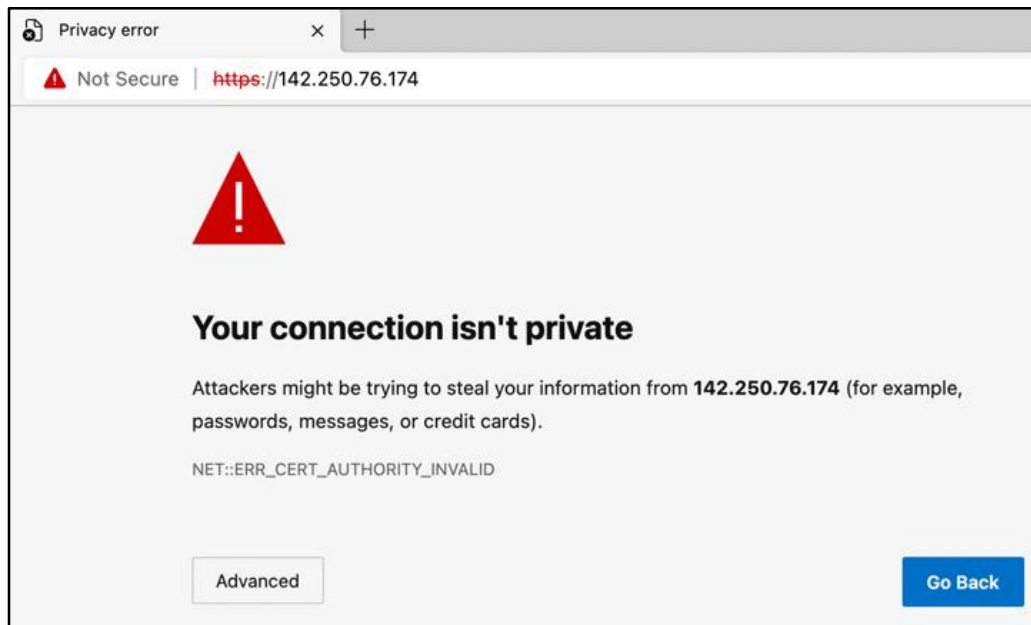 Privacy error
Not Secure | https://142.250.76.174
Your connection isn't private
Attackers might be trying to steal your information from 142.250.76.174 (for example,
passwords, messages, or credit cards).
NET::ERR_CERT_AUTHORITY_INVALID
Advanced Go Back